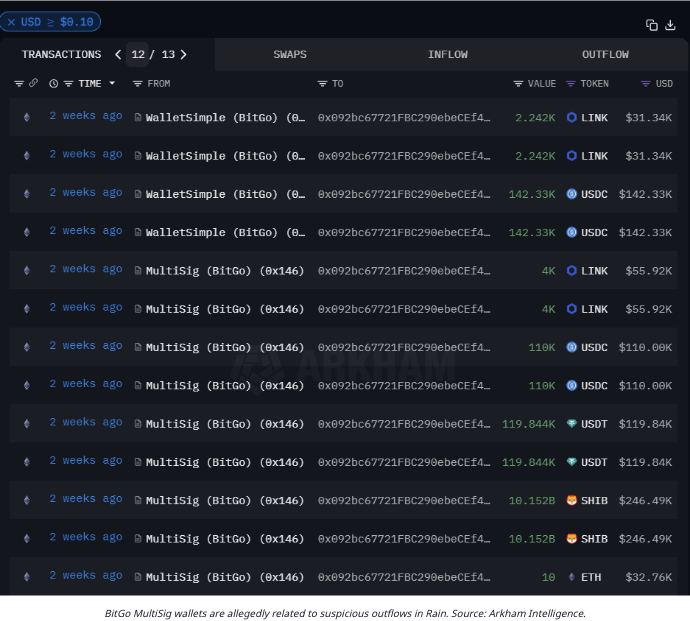 × USD ≥ $0.10
TRANSACTIONS < 12 / 13 > SWAPS INFLOW OUTFLOW
TIME FROM TO VALUE TOKEN USD
2 weeks ago WalletSimple (BitGo) (0… 0x092bc67721FBC290ebeCEf4… 2.242K LINK $31.34K
2 weeks ago WalletSimple (BitGo) (0… 0x092bc67721FBC290ebeCEf4… 2.242K LINK $31.34K
2 weeks ago WalletSimple (BitGo) (0… 0x092bc67721FBC290ebeCEf4… 142.33K USDC $142.33K
2 weeks ago WalletSimple (BitGo) (0… 0x092bc67721FBC290ebeCEf4… 142.33K USDC $142.33K
2 weeks ago MultiSig (BitGo) (0x146) 0x092bc67721FBC290ebeCEf4… 4K LINK $55.92K
2 weeks ago MultiSig (BitGo) (0x146) 0x092bc67721FBC290ebeCEf4… 4K LINK $55.92K
2 weeks ago MultiSig (BitGo) (0x146) 0x092bc67721FBC290ebeCEf4… 110K USDC $110.00K
ARKHAM
2 weeks ago MultiSig (BitGo) (0x146) 0x092bc67721FBC290ebeCEf4… 110K USDC $110.00K
2 weeks ago MultiSig (BitGo) (0x146) 0x092bc67721FBC290ebeCEf4… 119.844K USDT $119.84K
2 weeks ago MultiSig (BitGo) (0x146) 0x092bc67721FBC290ebeCEf4… 119.844K USDT $119.84K
2 weeks ago MultiSig (BitGo) (0x146) 0x092bc67721FBC290ebeCEf4… 10.152B SHIB $246.49K
2 weeks ago MultiSig (BitGo) (0x146) 0x092bc67721FBC290ebeCEf4… 10.152B SHIB $246.49K
2 weeks ago MultiSig (BitGo) (0x146) 0x092bc67721FBC290ebeCEf4… 10 ETH $32.76K
BitGo MultiSig wallets are allegedly related to suspicious outflows in Rain. Source: Arkham Intelligence.